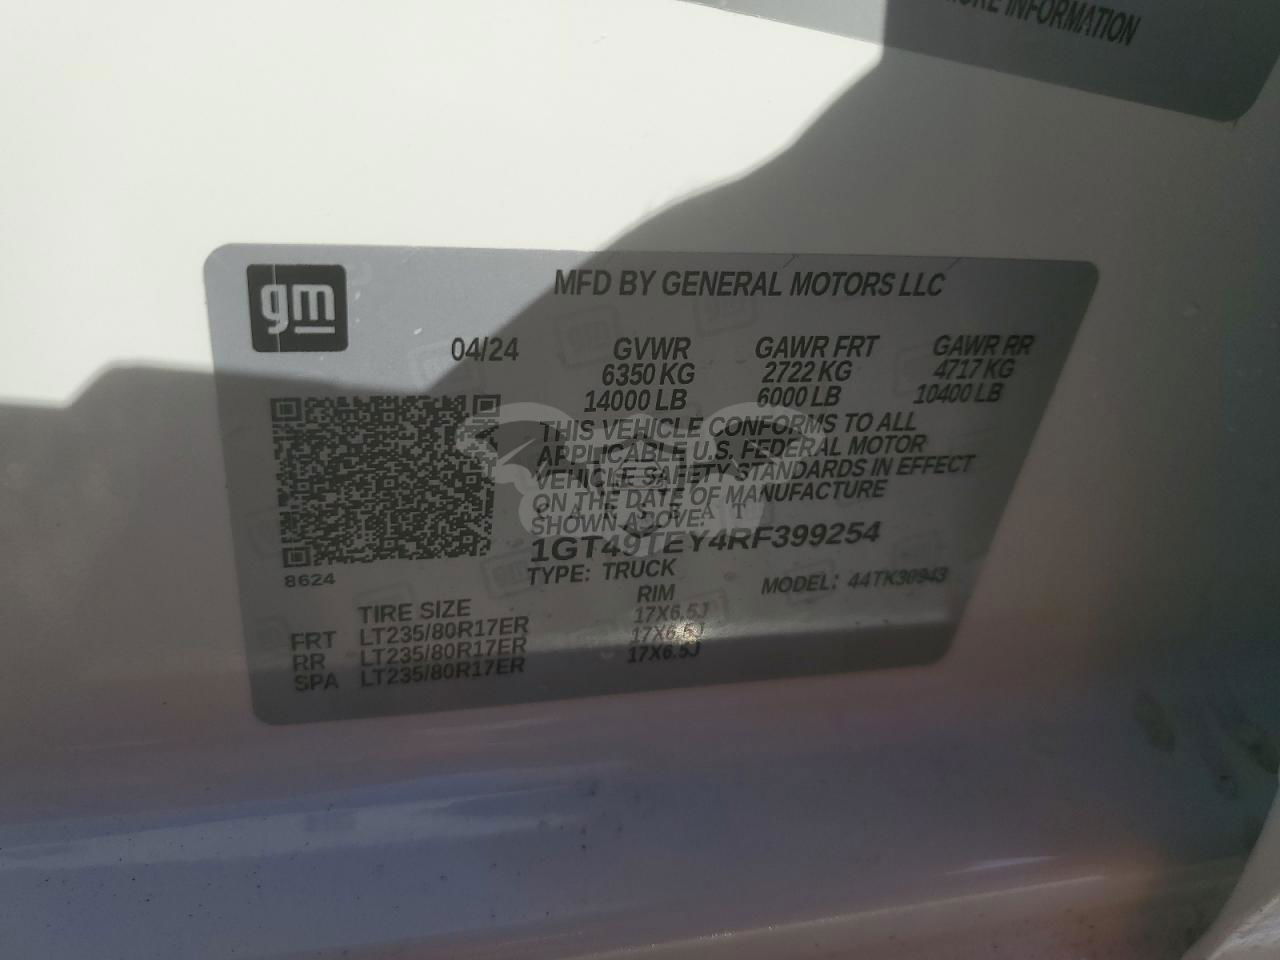 MORE INFORMATION
gm
MFD BY GENERAL MOTORS LLC
04/24 GVWR GAWR FRT GAWR RR
6350 KG 2722 KG 4717 KG
14000 LB 6000 LB 10400 LB
THIS VEHICLE CONFORMS TO ALL
APPLICABLE U.S. FEDERAL MOTOR
VEHICLE SAFETY STANDARDS IN EFFECT
ON THE DATE OF MANUFACTURE
SHOWN ABOVE.
1GT49TEY4RF399254
8624 TYPE: TRUCK MODEL: 44TK30943
TIRE SIZE RIM
FRT LT235/80R17ER 17X6.5J
RR LT235/80R17ER 17X6.5J
SPA LT235/80R17ER 17X6.5J